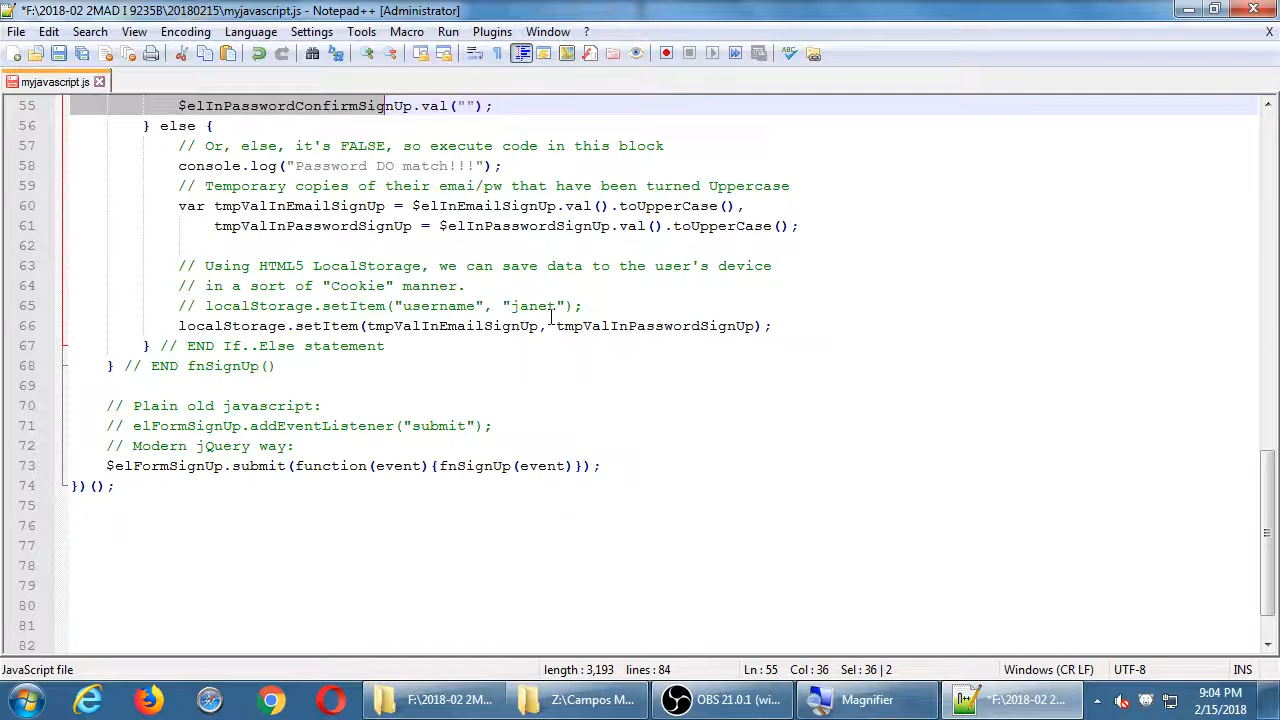 *F:\2018-02 2MAD I 9235B\20180215\myjavascript.js - Notepad++ [Administrator]
File Edit Search View Encoding Language Settings Tools Macro Run Plugins Window ? X
myjavascript.js
55 $elInPasswordConfirmSignUp.val("");
56 } else {
57 // Or, else, it's FALSE, so execute code in this block
58 console.log("Password DO match!!!");
59 // Temporary copies of their emai/pw that have been turned Uppercase
60 var tmpValInEmailSignUp = $elInEmailSignUp.val().toUpperCase(),
61 tmpValInPasswordSignUp = $elInPasswordSignUp.val().toUpperCase();
62
63 // Using HTML5 LocalStorage, we can save data to the user's device
64 // in a sort of "Cookie" manner.
65 // localStorage.setItem("username", "janet");
66 localStorage.setItem(tmpValInEmailSignUp, tmpValInPasswordSignUp);
67 } // END If..Else statement
68 } // END fnSignUp()
69
70 // Plain old javascript:
71 // elFormSignUp.addEventListener("submit");
72 // Modern jQuery way:
73 $elFormSignUp.submit(function(event){fnSignUp(event)});
74 })();
75
76
77
78
79
80
81
82
JavaScript file length : 3,193 lines : 84 Ln : 55 Col : 36 Sel : 36 | 2 Windows (CR LF) UTF-8 INS
F:\2018-02 2M... Z:\Campos M... OBS 21.0.1 (wi... Magnifier *F:\2018-02 2... 9:04 PM
2/15/2018